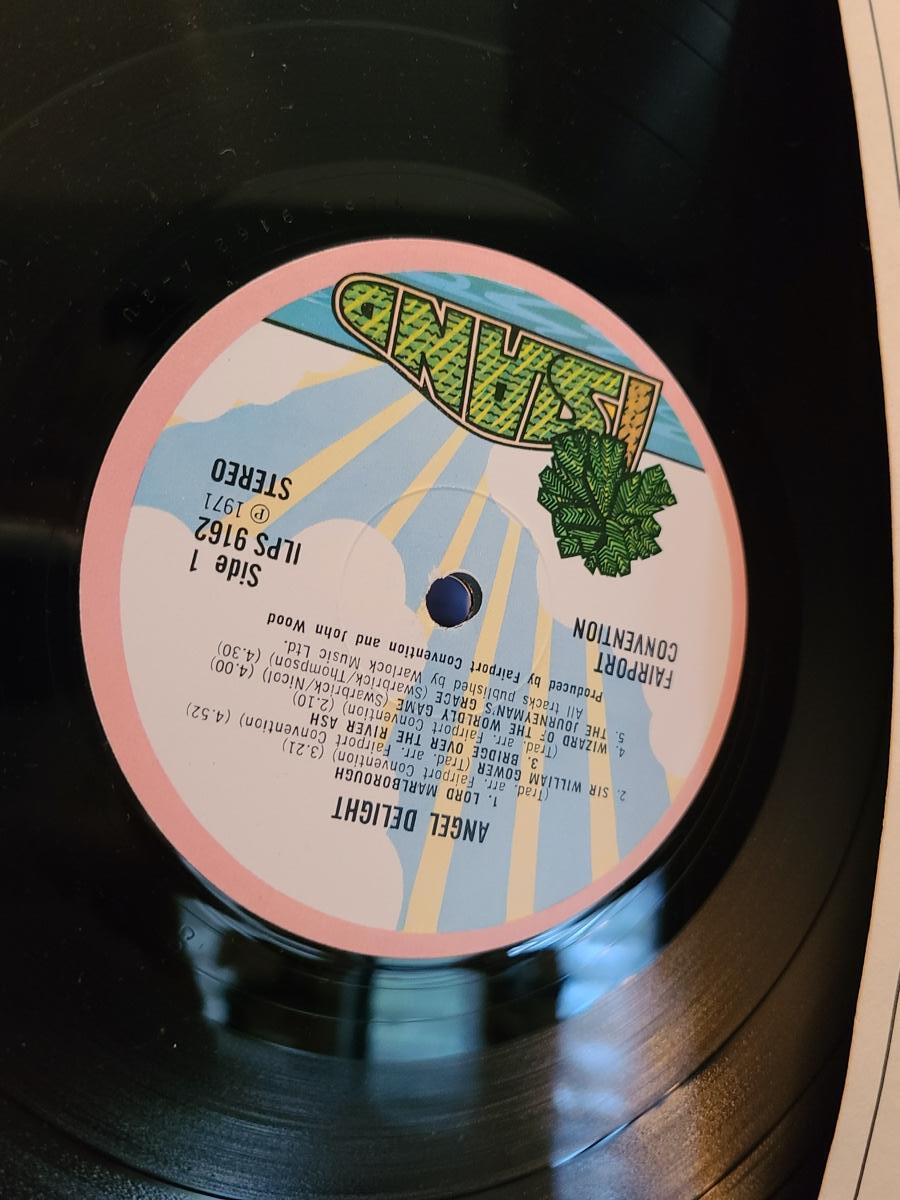 ISLAND
FAIRPORT
CONVENTION
STEREO
℗ 1971
ILPS 9162
Side 1
ANGEL DELIGHT
1. LORD MARLBOROUGH
(Trad. arr. Fairport Convention) (3.21)
2. SIR WILLIAM GOWER (Trad. arr. Fairport Convention) (4.52)
3. BRIDGE OVER THE RIVER ASH
(Trad. arr. Fairport Convention) (2.10)
4. WIZARD OF THE WORLDLY GAME
(Swarbrick/Nicol) (4.00)
5. THE JOURNEYMAN'S GRACE (Swarbrick/Thompson) (4.30)
All tracks published by Warlock Music Ltd.
Produced by Fairport Convention and John Wood